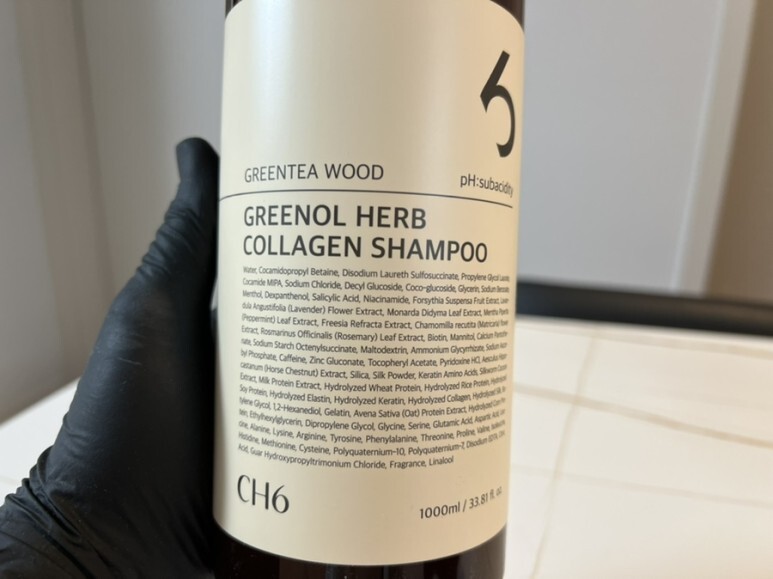 6
GREENTEA WOOD
pH:subacidity
GREENOL HERB
COLLAGEN SHAMPOO
Water, Cocamidopropyl Betaine, Disodium Laureth Sulfosuccinate, Propylene Glycol Laurate,
Cocamide MIPA, Sodium Chloride, Decyl Glucoside, Coco-glucoside, Glycerin, Sodium Benzoate,
Menthol, Dexpanthenol, Salicylic Acid, Niacinamide, Forsythia Suspensa Fruit Extract, Laven-
dula Angustifolia (Lavender) Flower Extract, Monarda Didyma Leaf Extract, Mentha Piperita
(Peppermint) Leaf Extract, Freesia Refracta Extract, Chamomilla recutita (Matricaria) Flower
Extract, Rosmarinus Officinalis (Rosemary) Leaf Extract, Biotin, Mannitol, Calcium
nate, Sodium Starch Octenylsuccinate, Maltodextrin, Ammonium Glycyrrhizate, Sodium
byl Phosphate, Caffeine, Zinc Gluconate, Tocopheryl Acetate, Pyridoxine HCl, Aesculus Hippo-
castanum (Horse Chestnut) Extract, Silica, Silk Powder, Keratin Amino Acids, Silkworm Cocoon
Extract, Milk Protein Extract, Hydrolyzed Wheat Protein, Hydrolyzed Rice Protein, Hydrolyzed
Soy Protein, Hydrolyzed Elastin, Hydrolyzed Keratin, Hydrolyzed Collagen, Hydrolyzed Silk,
tylene Glycol, 1,2-Hexanediol, Gelatin, Avena Sativa (Oat) Protein Extract, Hydrolyzed Corn Pro-
tein, Ethylhexylglycerin, Dipropylene Glycol, Glycine, Serine, Glutamic Acid, Aspartic Acid, Leu-
cine, Alanine, Lysine, Arginine, Tyrosine, Phenylalanine, Threonine, Proline, Valine, Isoleucine,
Histidine, Methionine, Cysteine, Polyquaternium-10, Polyquaternium-7, Disodium EDTA, Citric
Acid, Guar Hydroxypropyltrimonium Chloride, Fragrance, Linalool
CH6
1000ml / 33.81 fl. oz